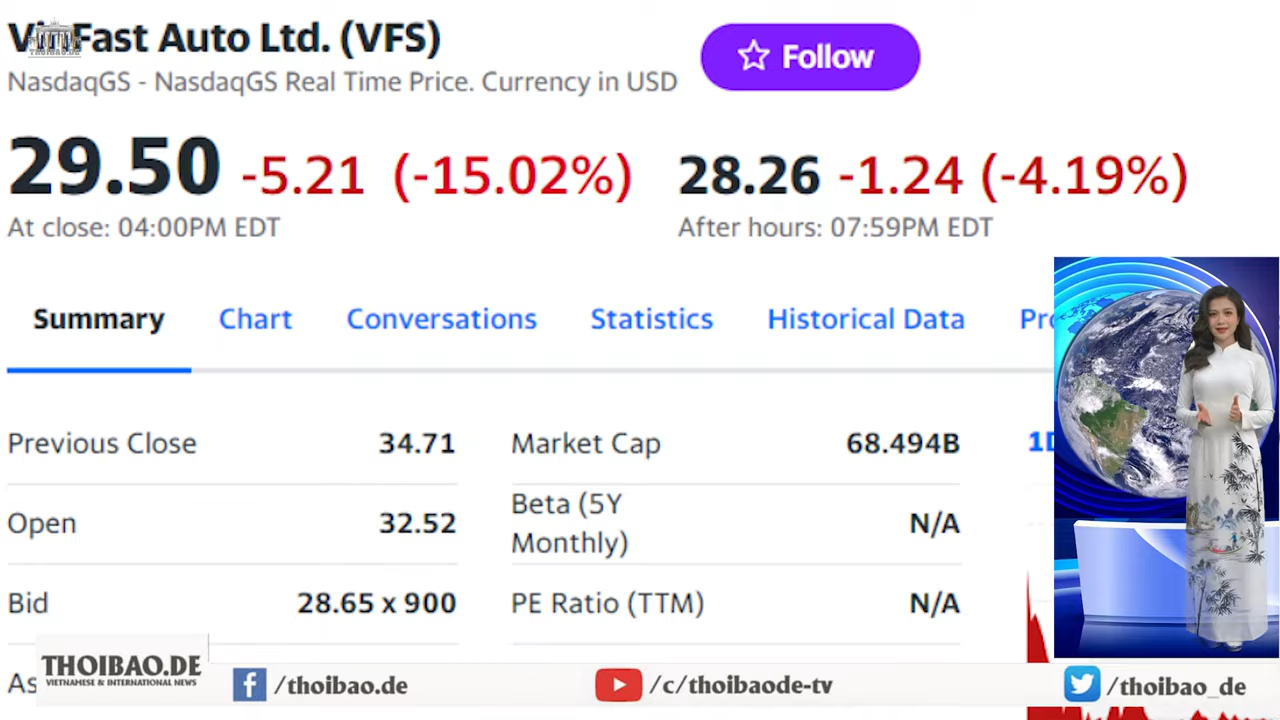 VinFast Auto Ltd. (VFS)
THOIBAO.DE
NasdaqGS - NasdaqGS Real Time Price. Currency in USD
Follow
29.50 -5.21 (-15.02%)
At close: 04:00PM EDT
28.26 -1.24 (-4.19%)
After hours: 07:59PM EDT
Summary Chart Conversations Statistics Historical Data
Previous Close 34.71
Open 32.52
Bid 28.65 x 900
Market Cap 68.494B
Beta (5Y
Monthly) N/A
PE Ratio (TTM) N/A
THOIBAO.DE
VIETNAMESE & INTERNATIONAL NEWS
/thoibao.de
/c/thoibaode-tv
/thoibao_de